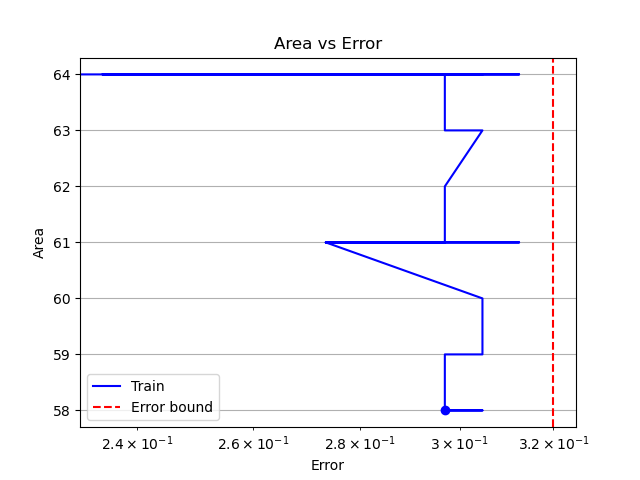 Area vs Error
64
63
62
61
60
59
58
Area
Train
Error bound
2.4 × 10⁻¹ 2.6 × 10⁻¹ 2.8 × 10⁻¹ 3 × 10⁻¹ 3.2 × 10⁻¹
Error